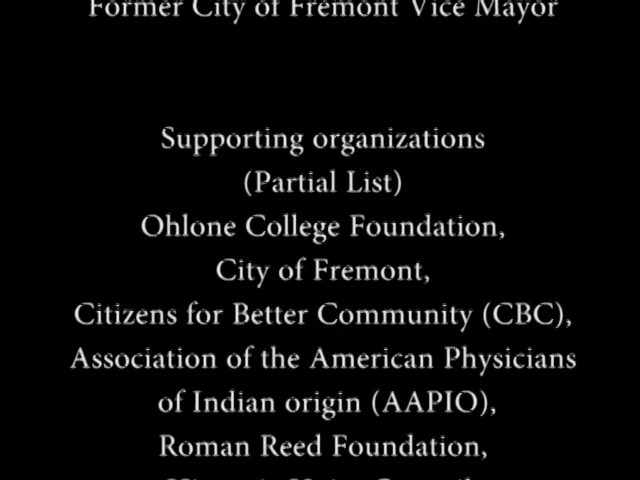 Former City of Fremont Vice Mayor
Supporting organizations
(Partial List)
Ohlone College Foundation,
City of Fremont,
Citizens for Better Community (CBC),
Association of the American Physicians
of Indian origin (AAPIO),
Roman Reed Foundation,